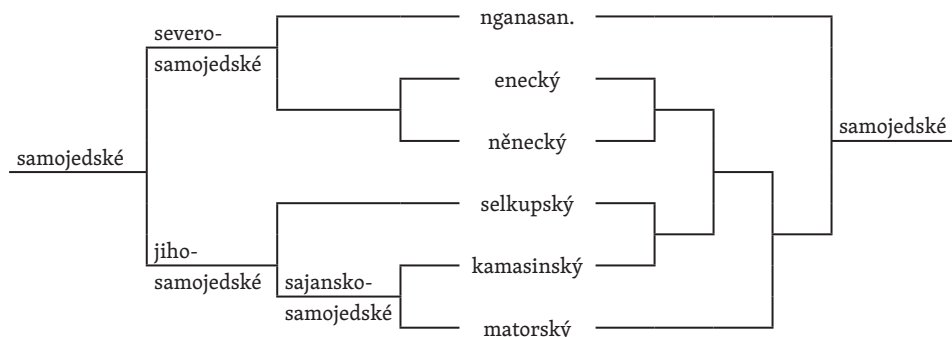 nganasan.
severo-
samojedské
enecký
něnecký
samojedské
samojedské
selkupský
jiho-
samojedské
kamasinský
sajansko-
samojedské
matorský